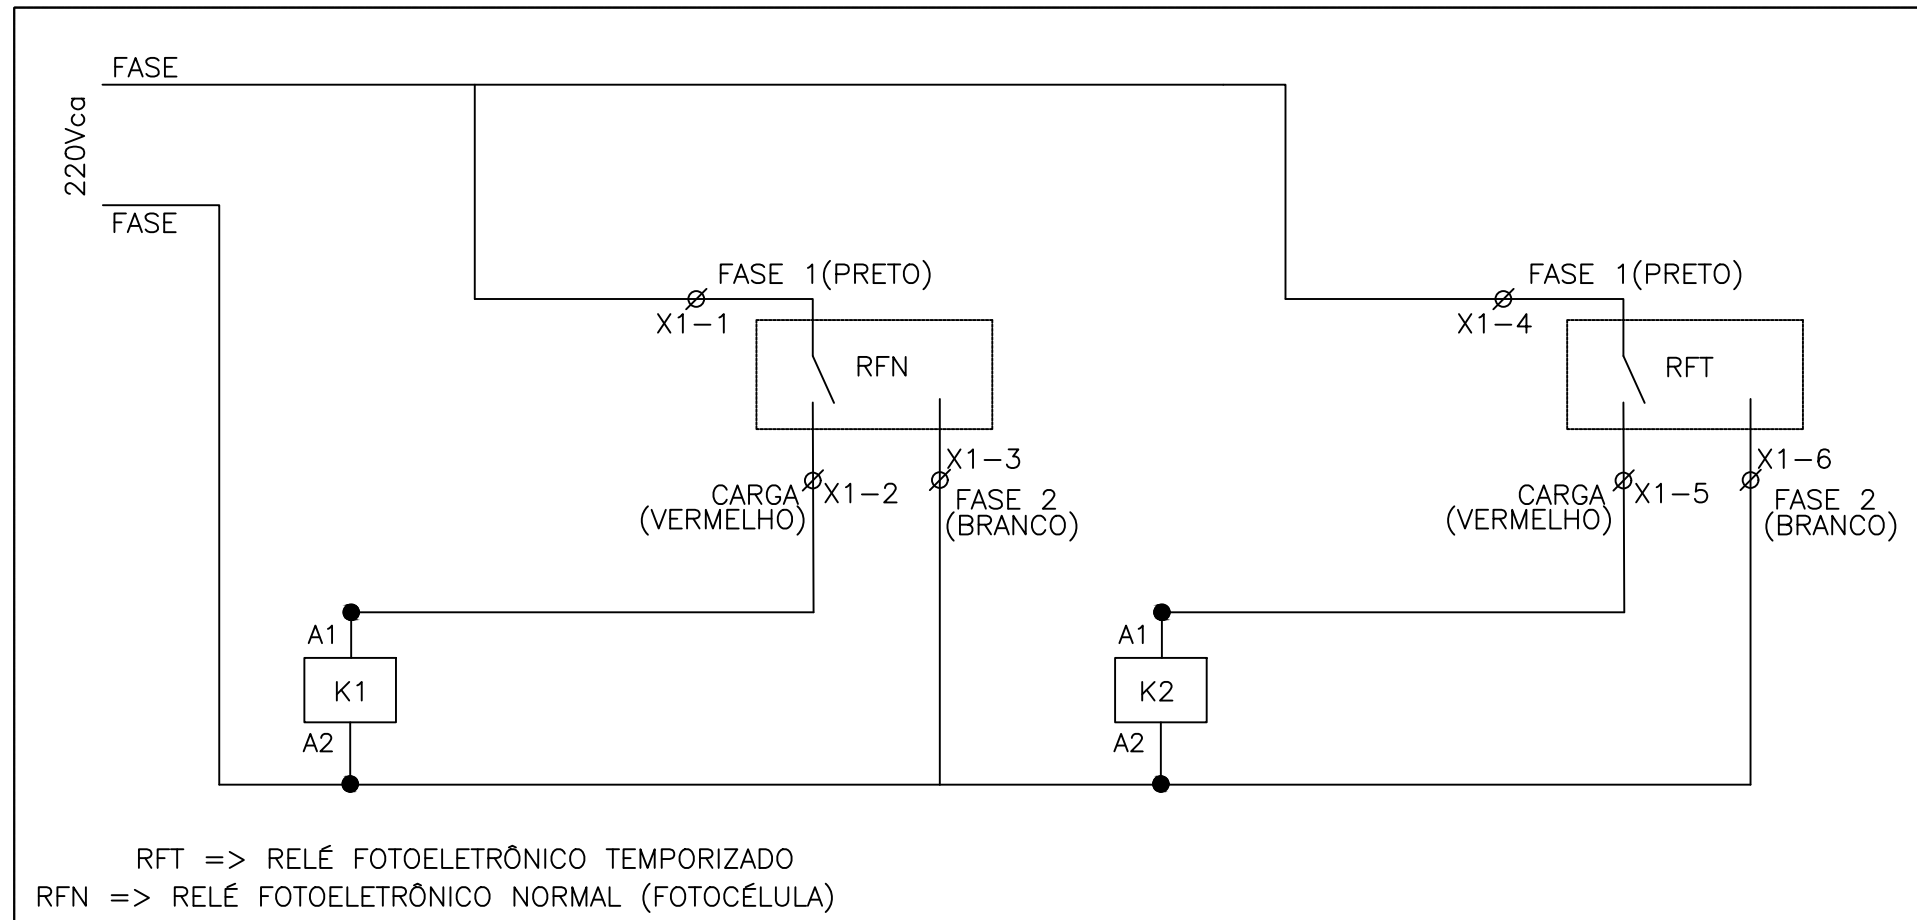 FASE
220Vca
FASE
FASE 1(PRETO)
X1-1
RFN
X1-3
X1-2
CARGA
(VERMELHO)
FASE 2
(BRANCO)
FASE 1(PRETO)
X1-4
RFT
X1-6
X1-5
CARGA
(VERMELHO)
FASE 2
(BRANCO)
A1
K1
A2
A1
K2
A2
RFT => RELÉ FOTOELETRÔNICO TEMPORIZADO
RFN => RELÉ FOTOELETRÔNICO NORMAL (FOTOCÉLULA)